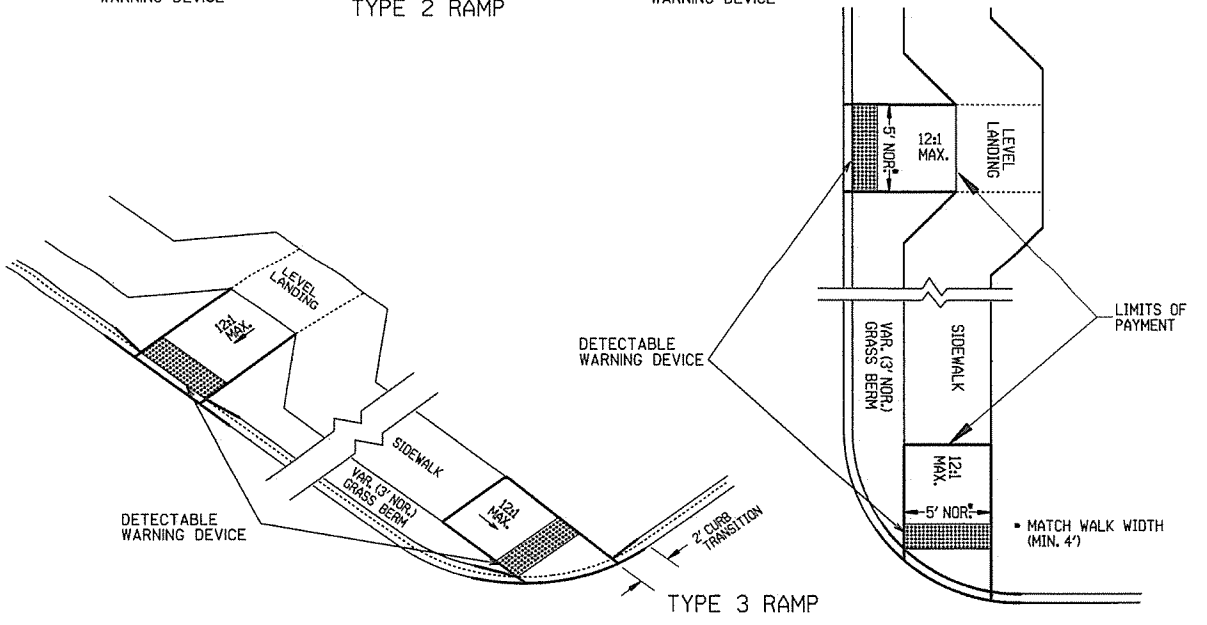 WARNING DEVICE
TYPE 2 RAMP
WARNING DEVICE
LEVEL
LANDING
12:1
MAX.
DETECTABLE
WARNING DEVICE
SIDEWALK
VAR. (3' NOR.)
GRASS BERM
12:1
MAX.
2' CURB
TRANSITION
TYPE 3 RAMP
5' NOR.*
12:1
MAX.
LEVEL
LANDING
DETECTABLE
WARNING DEVICE
LIMITS OF
PAYMENT
VAR. (3' NOR.)
GRASS BERM
SIDEWALK
12:1
MAX.
5' NOR.*
* MATCH WALK WIDTH
(MIN. 4')